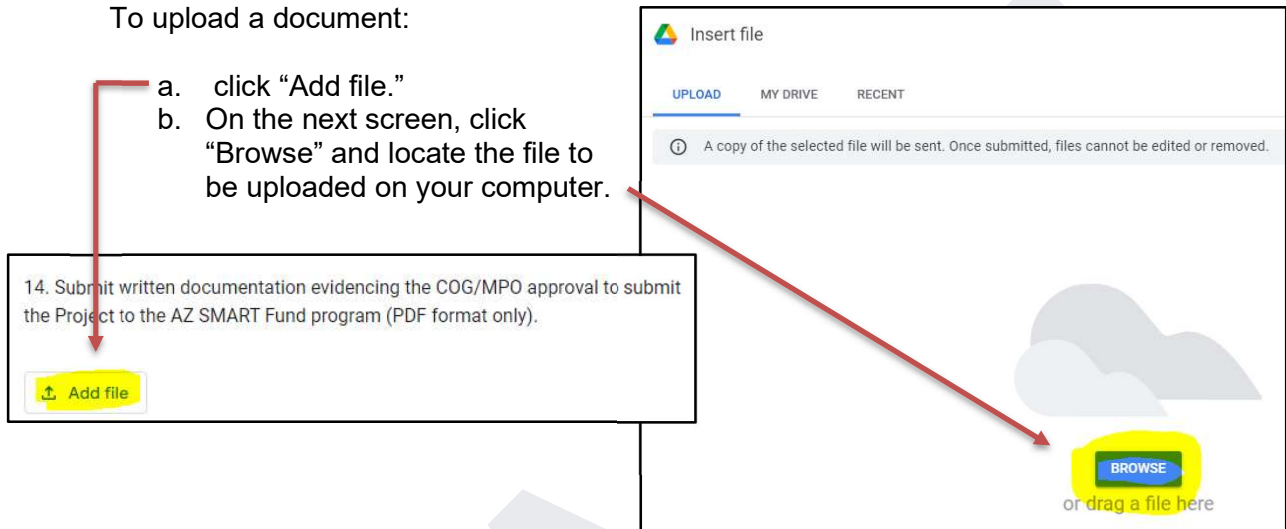 To upload a document:
a. click “Add file.”
b. On the next screen, click
“Browse” and locate the file to
be uploaded on your computer.
14. Submit written documentation evidencing the COG/MPO approval to submit
the Project to the AZ SMART Fund program (PDF format only).
Add file
Insert file
UPLOAD MY DRIVE RECENT
A copy of the selected file will be sent. Once submitted, files cannot be edited or removed.
BROWSE
or drag a file here